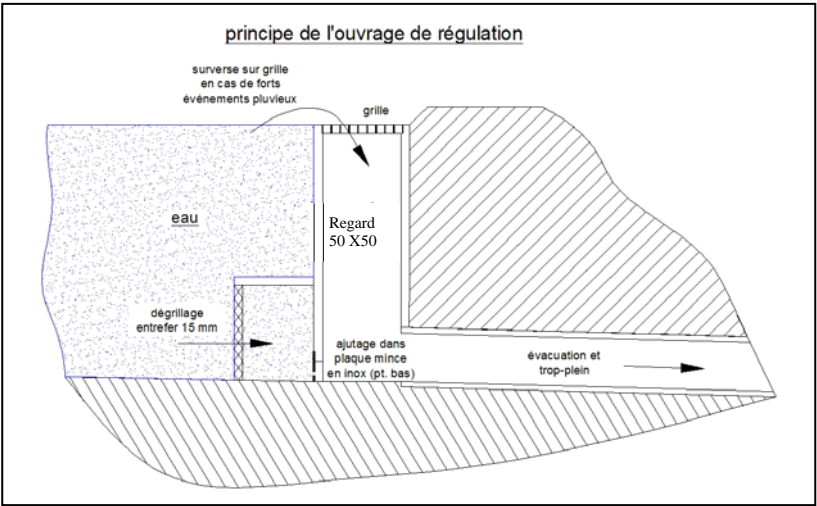 principe de l'ouvrage de régulation
surverse sur grille
en cas de forts
événements pluvieux
grille
eau
Regard
50 X50
dégrillage
entrefer 15 mm
ajutage dans
plaque mince
en inox (pt. bas)
évacuation et
trop-plein